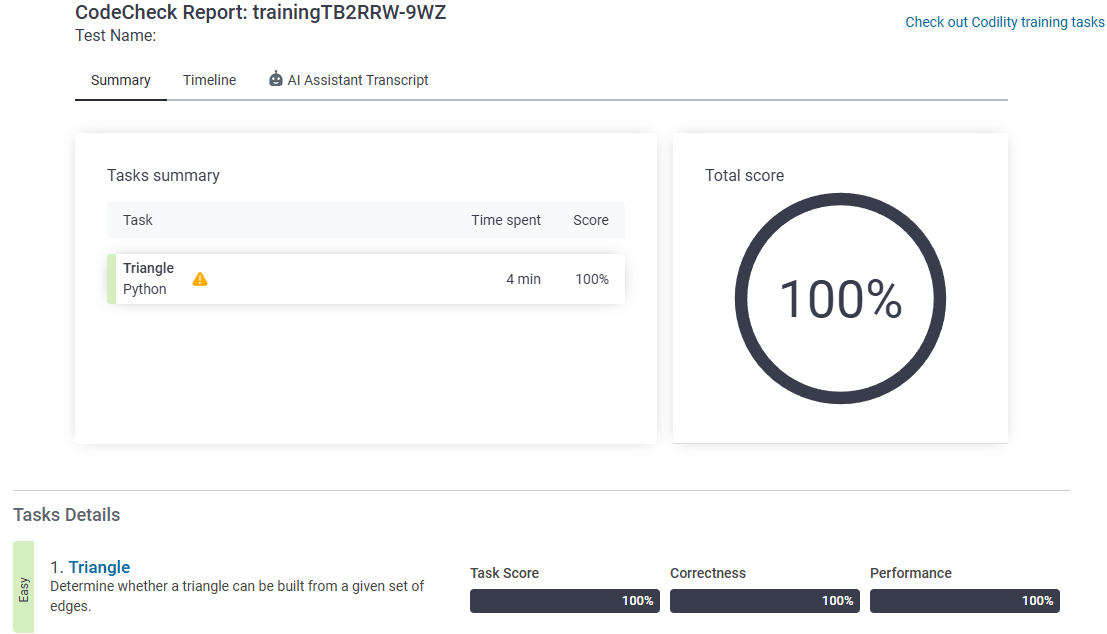 CodeCheck Report: trainingTB2RRW-9WZ
Check out Codility training tasks
Test Name:
Summary Timeline AI Assistant Transcript
Tasks summary
Task Time spent Score
Triangle
Python
4 min 100%
Total score
100%
Tasks Details
Easy
1. Triangle
Determine whether a triangle can be built from a given set of
edges.
Task Score Correctness Performance
100% 100% 100%